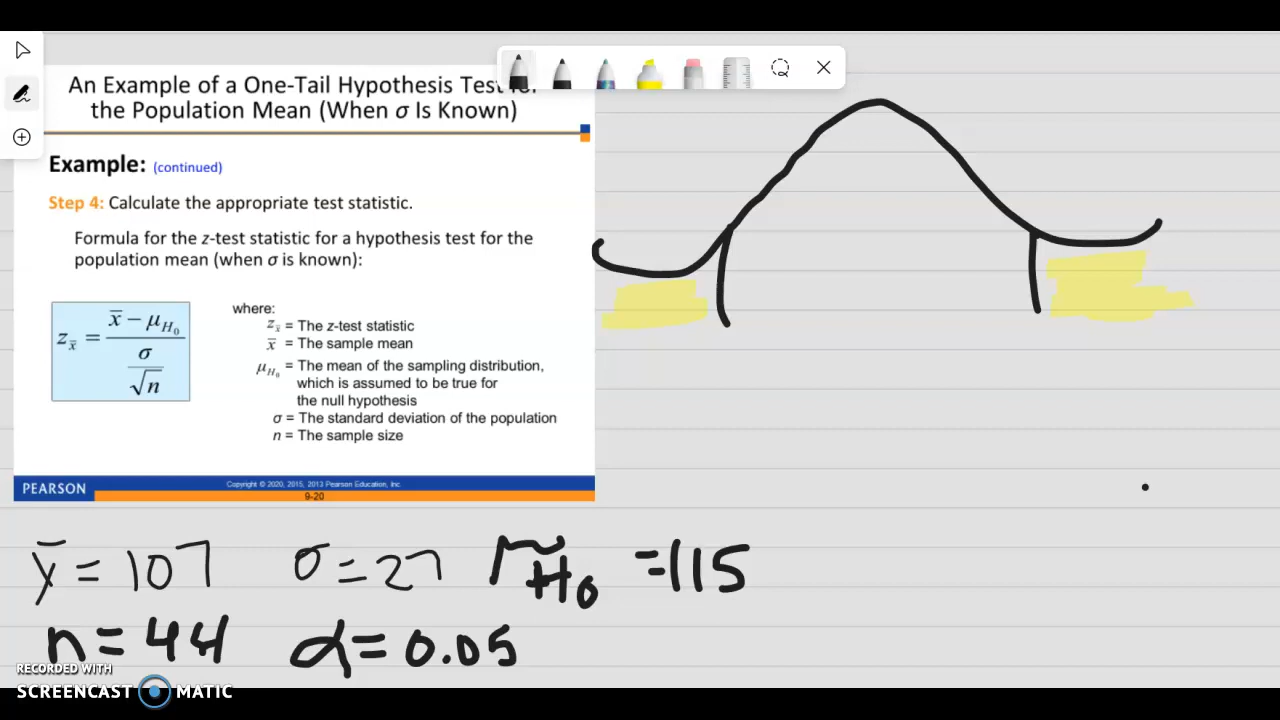 An Example of a One-Tail Hypothesis Test for
the Population Mean (When σ Is Known)
Example: (continued)
Step 4: Calculate the appropriate test statistic.
Formula for the z-test statistic for a hypothesis test for the
population mean (when σ is known):
z_x̄ = (x̄ − μ_H₀) / (σ / √n)
where:
z_x̄ = The z-test statistic
x̄ = The sample mean
μ_H₀ = The mean of the sampling distribution,
which is assumed to be true for
the null hypothesis
σ = The standard deviation of the population
n = The sample size
PEARSON
Copyright © 2020, 2015, 2013 Pearson Education, Inc.
9-20
x̄ = 107 σ = 27 μ_H₀ = 115
n = 44 α = 0.05
RECORDED WITH
SCREENCAST MATIC